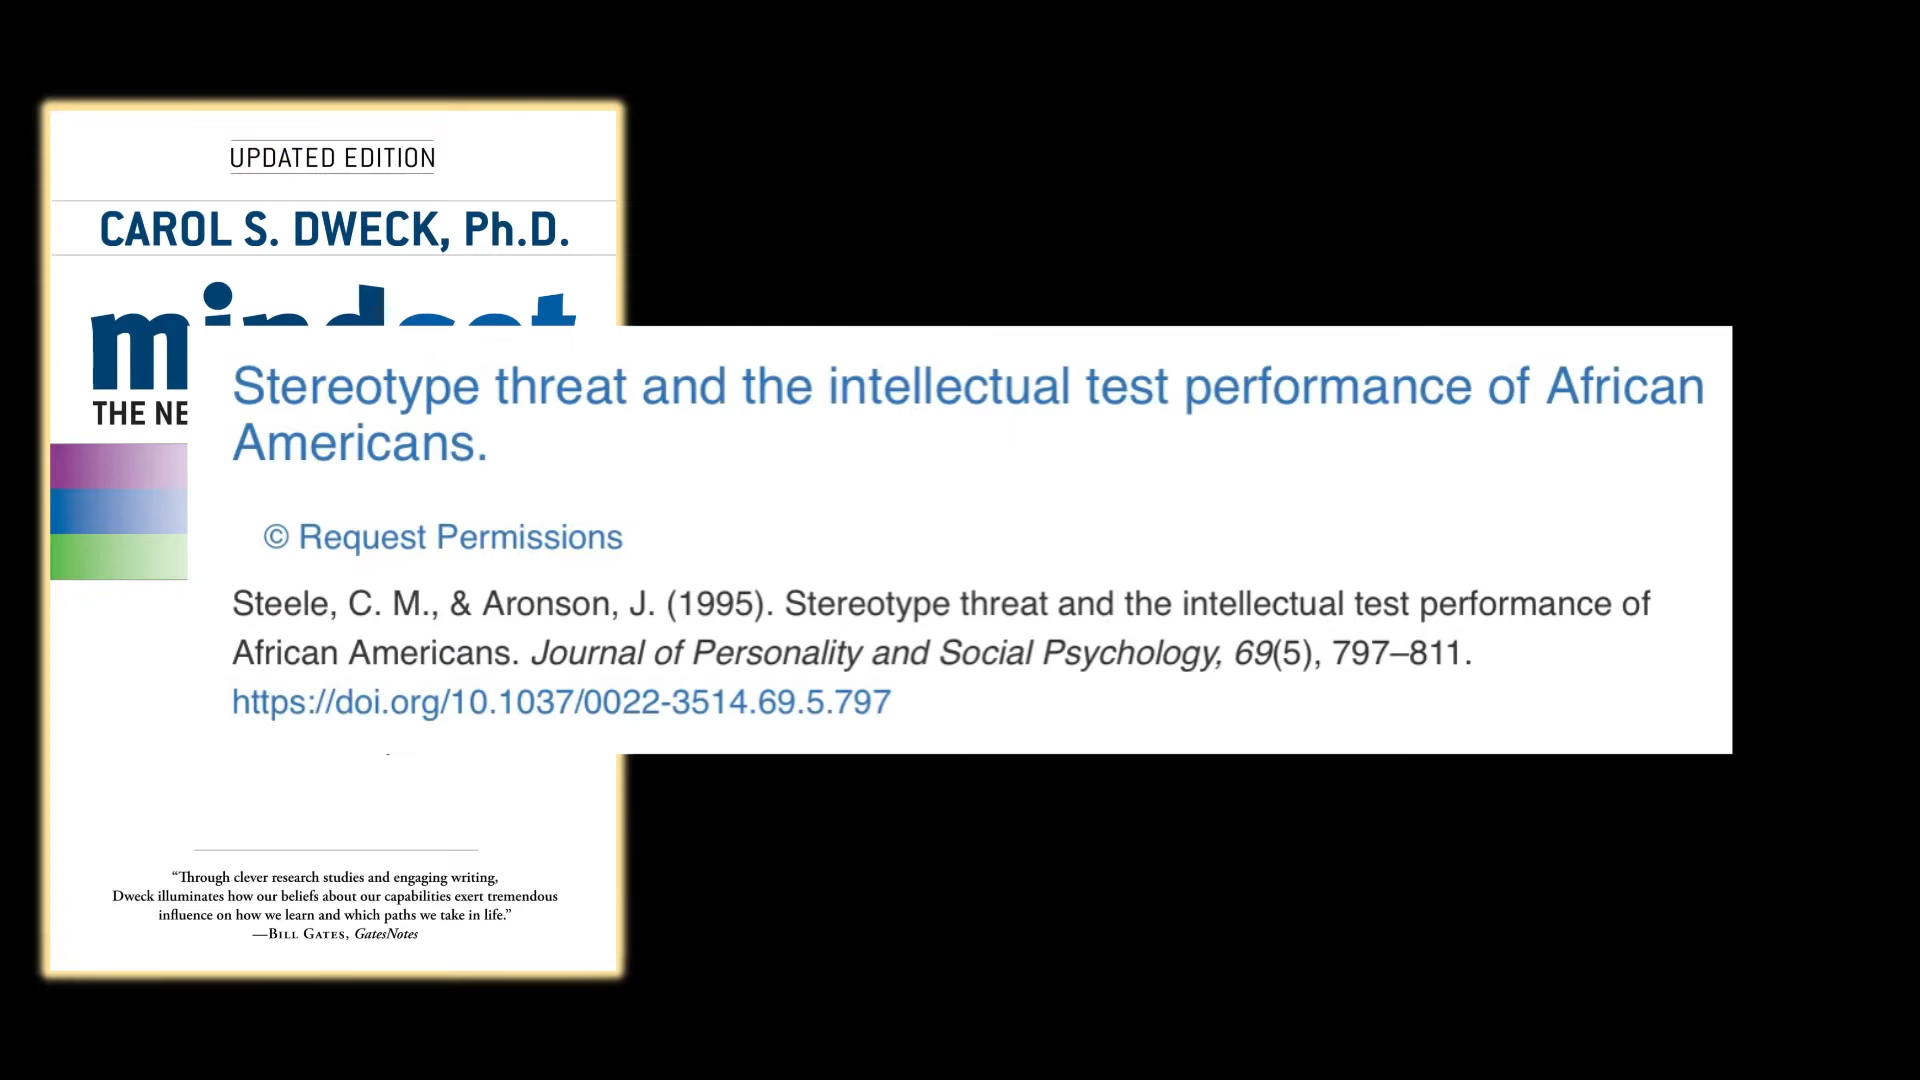 UPDATED EDITION
CAROL S. DWECK, Ph.D.
mindset
THE NE
Stereotype threat and the intellectual test performance of African
Americans.
© Request Permissions
Steele, C. M., & Aronson, J. (1995). Stereotype threat and the intellectual test performance of
African Americans. Journal of Personality and Social Psychology, 69(5), 797–811.
https://doi.org/10.1037/0022-3514.69.5.797
“Through clever research studies and engaging writing,
Dweck illuminates how our beliefs about our capabilities exert tremendous
influence on how we learn and which paths we take in life.”
—BILL GATES, GatesNotes